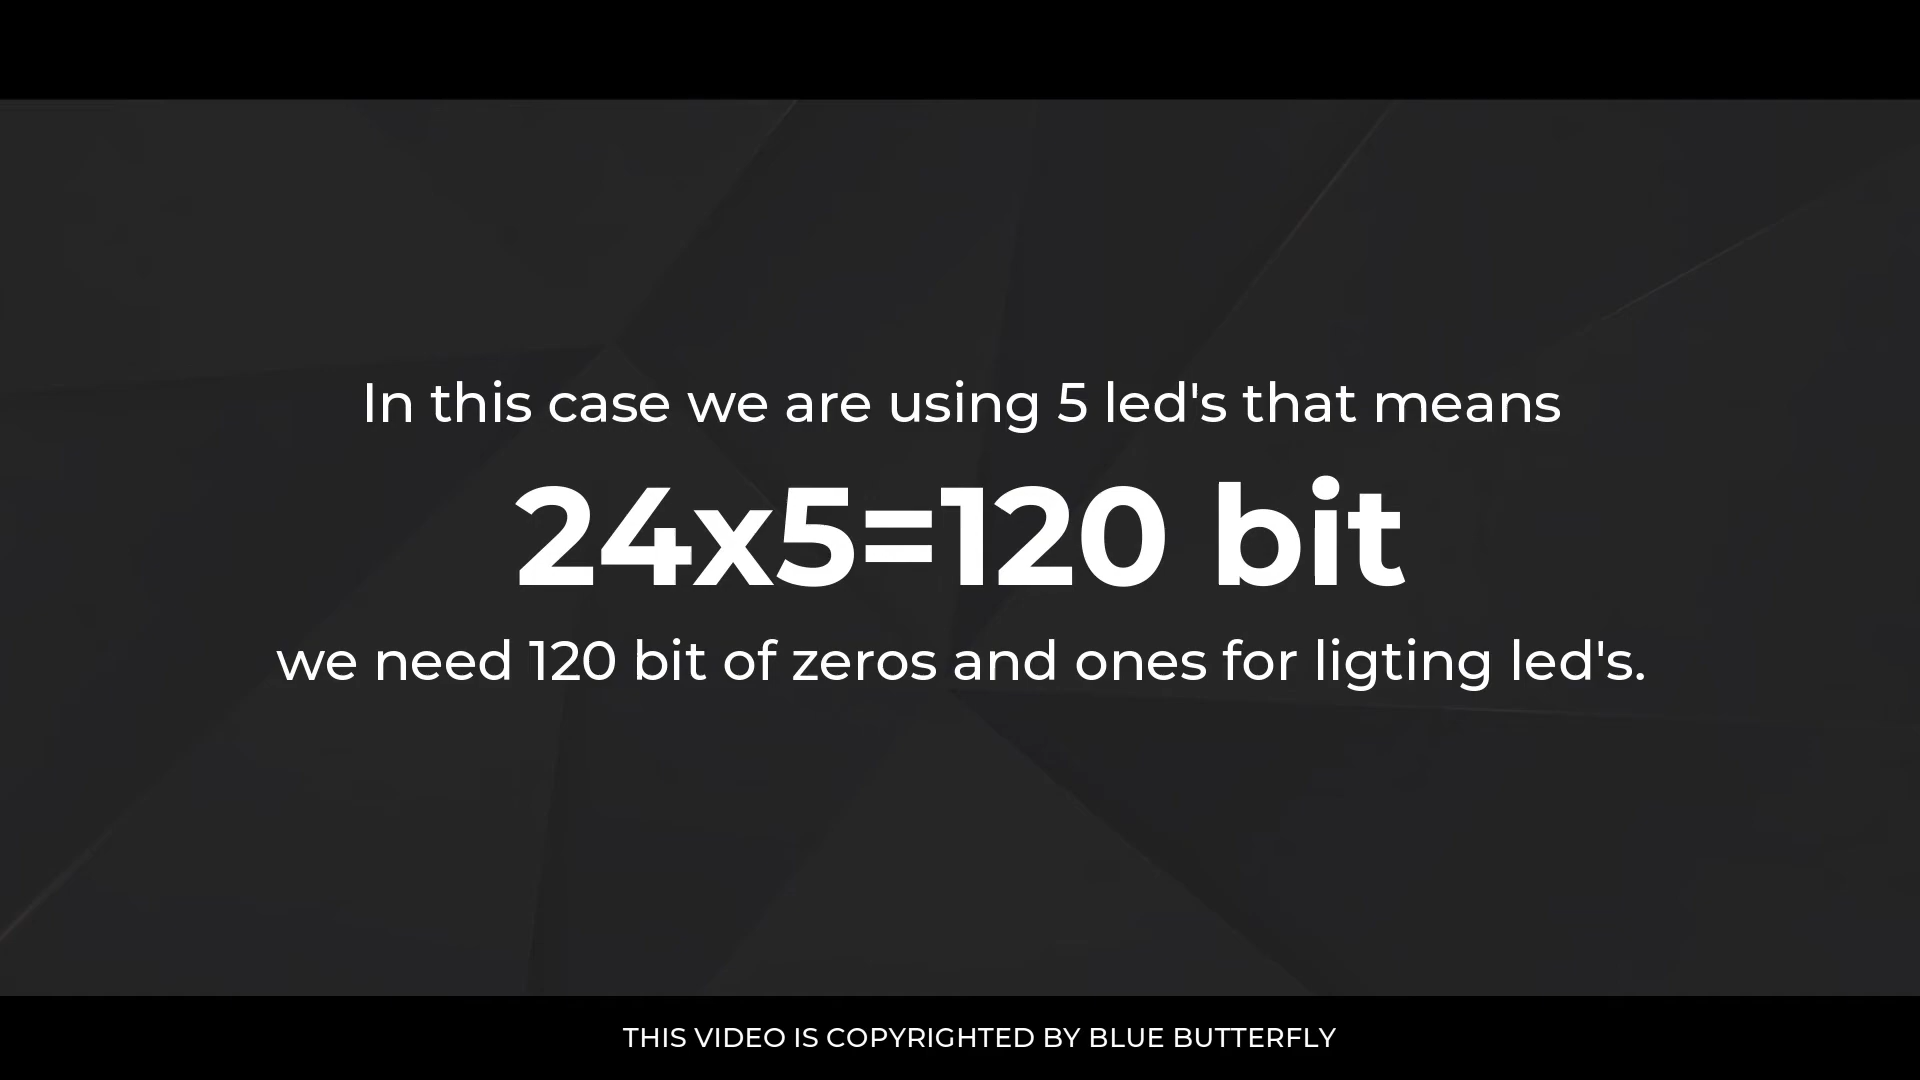 In this case we are using 5 led's that means
24x5=120 bit
we need 120 bit of zeros and ones for ligting led's.
THIS VIDEO IS COPYRIGHTED BY BLUE BUTTERFLY